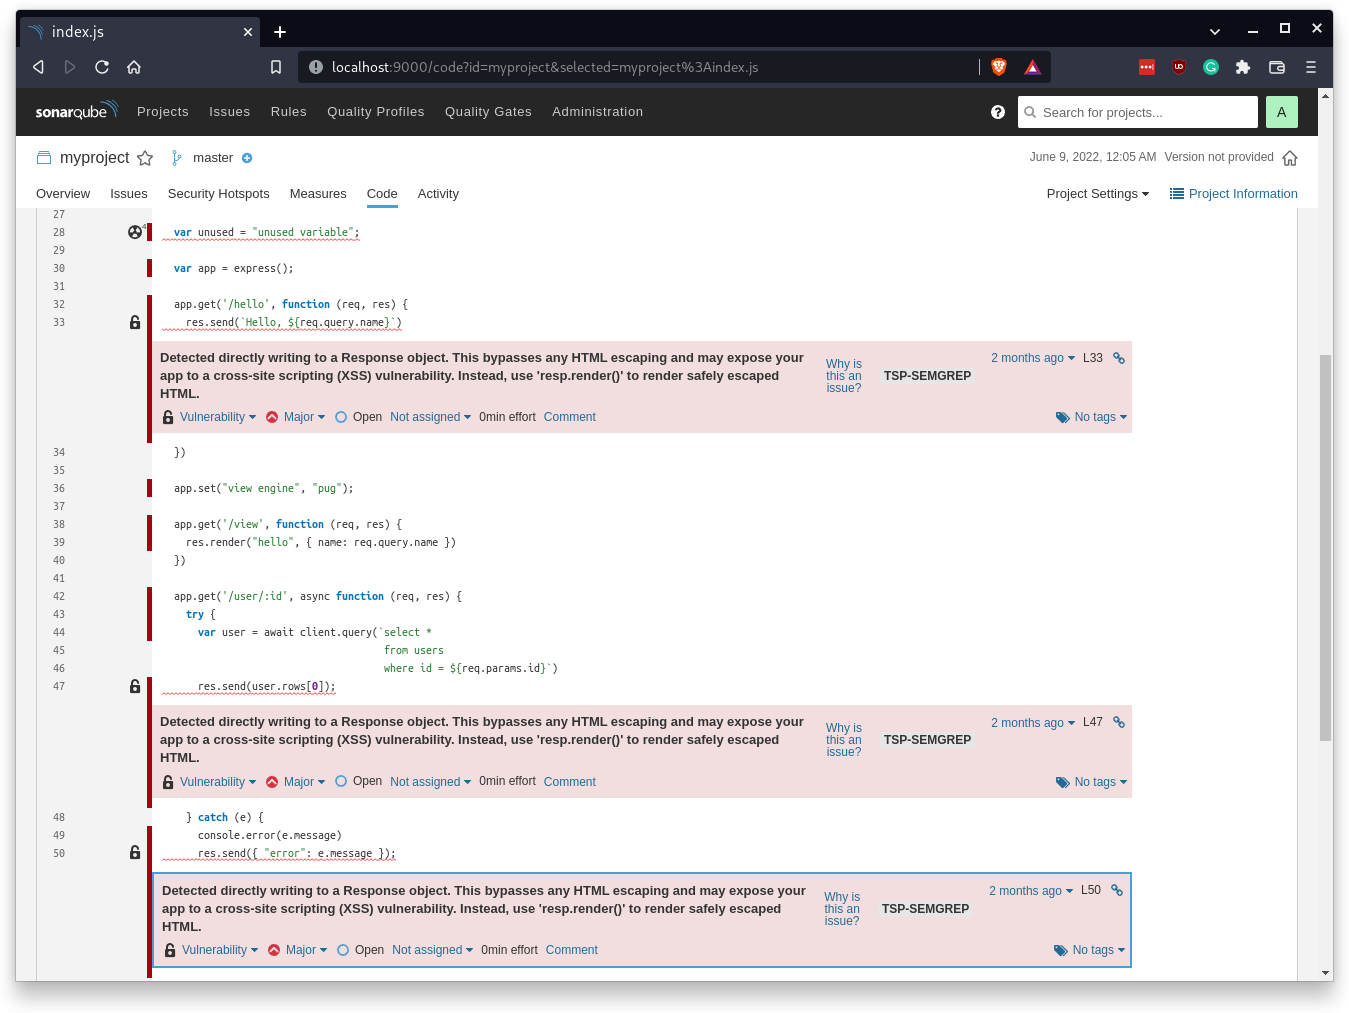 index.js
localhost:9000/code?id=myproject&selected=myproject%3Aindex.js
sonarqube Projects Issues Rules Quality Profiles Quality Gates Administration Search for projects... A
myproject master June 9, 2022, 12:05 AM Version not provided
Overview Issues Security Hotspots Measures Code Activity Project Settings Project Information
27
28 4 var unused = "unused variable";
29
30 var app = express();
31
32 app.get('/hello', function (req, res) {
33 res.send(`Hello, ${req.query.name}`)
Detected directly writing to a Response object. This bypasses any HTML escaping and may expose your
app to a cross-site scripting (XSS) vulnerability. Instead, use 'resp.render()' to render safely escaped
HTML.
Why is
this an
issue?
TSP-SEMGREP
2 months ago L33
Vulnerability Major Open Not assigned 0min effort Comment No tags
34 })
35
36 app.set("view engine", "pug");
37
38 app.get('/view', function (req, res) {
39 res.render("hello", { name: req.query.name })
40 })
41
42 app.get('/user/:id', async function (req, res) {
43 try {
44 var user = await client.query(`select *
45 from users
46 where id = ${req.params.id}`)
47 res.send(user.rows[0]);
Detected directly writing to a Response object. This bypasses any HTML escaping and may expose your
app to a cross-site scripting (XSS) vulnerability. Instead, use 'resp.render()' to render safely escaped
HTML.
Why is
this an
issue?
TSP-SEMGREP
2 months ago L47
Vulnerability Major Open Not assigned 0min effort Comment No tags
48 } catch (e) {
49 console.error(e.message)
50 res.send({ "error": e.message });
Detected directly writing to a Response object. This bypasses any HTML escaping and may expose your
app to a cross-site scripting (XSS) vulnerability. Instead, use 'resp.render()' to render safely escaped
HTML.
Why is
this an
issue?
TSP-SEMGREP
2 months ago L50
Vulnerability Major Open Not assigned 0min effort Comment No tags